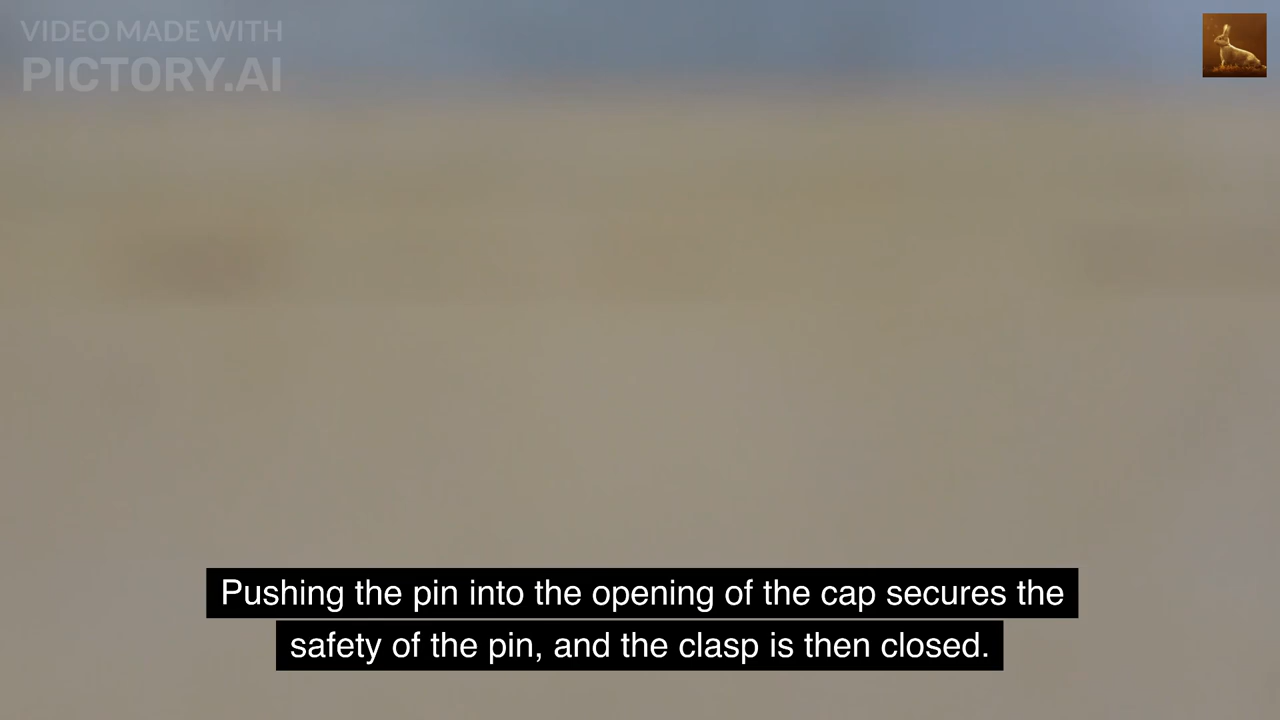 VIDEO MADE WITH
PICTORY.AI
Pushing the pin into the opening of the cap secures the
safety of the pin, and the clasp is then closed.